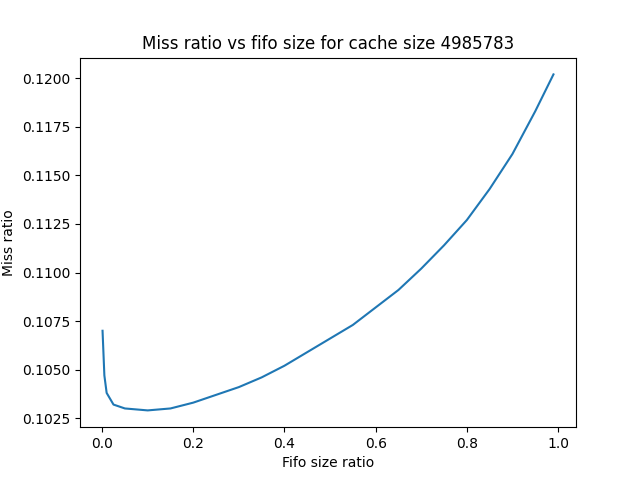 Miss ratio vs fifo size for cache size 4985783
0.1200
0.1175
0.1150
0.1125
0.1100
0.1075
0.1050
0.1025
Miss ratio
0.0 0.2 0.4 0.6 0.8 1.0
Fifo size ratio